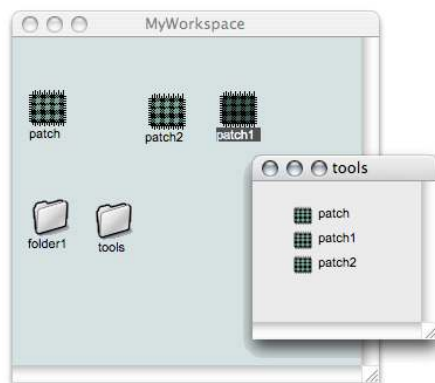 MyWorkspace
patch
patch2
patch1
folder1
tools
tools
patch
patch1
patch2